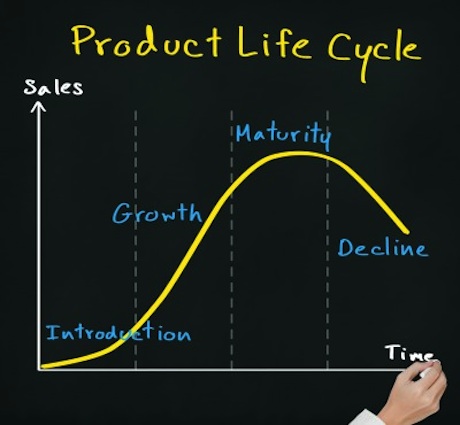 Product Life Cycle
Sales
Maturity
Growth
Decline
Introduction
Time